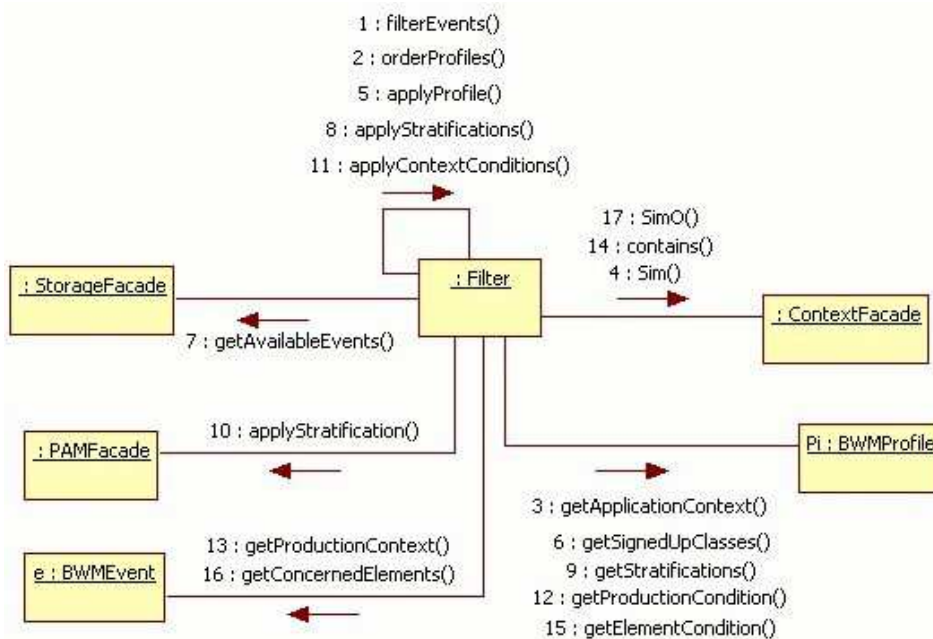 1 : filterEvents()
2 : orderProfiles()
5 : applyProfile()
8 : applyStratifications()
11 : applyContextConditions()
17 : SimO()
14 : contains()
4 : Sim()
: StorageFacade
: Filter
: ContextFacade
7 : getAvailableEvents()
10 : applyStratification()
: PAMFacade
Pi : BWMProfile
3 : getApplicationContext()
6 : getSignedUpClasses()
9 : getStratifications()
12 : getProductionCondition()
15 : getElementCondition()
13 : getProductionContext()
16 : getConcernedElements()
e : BWMEvent